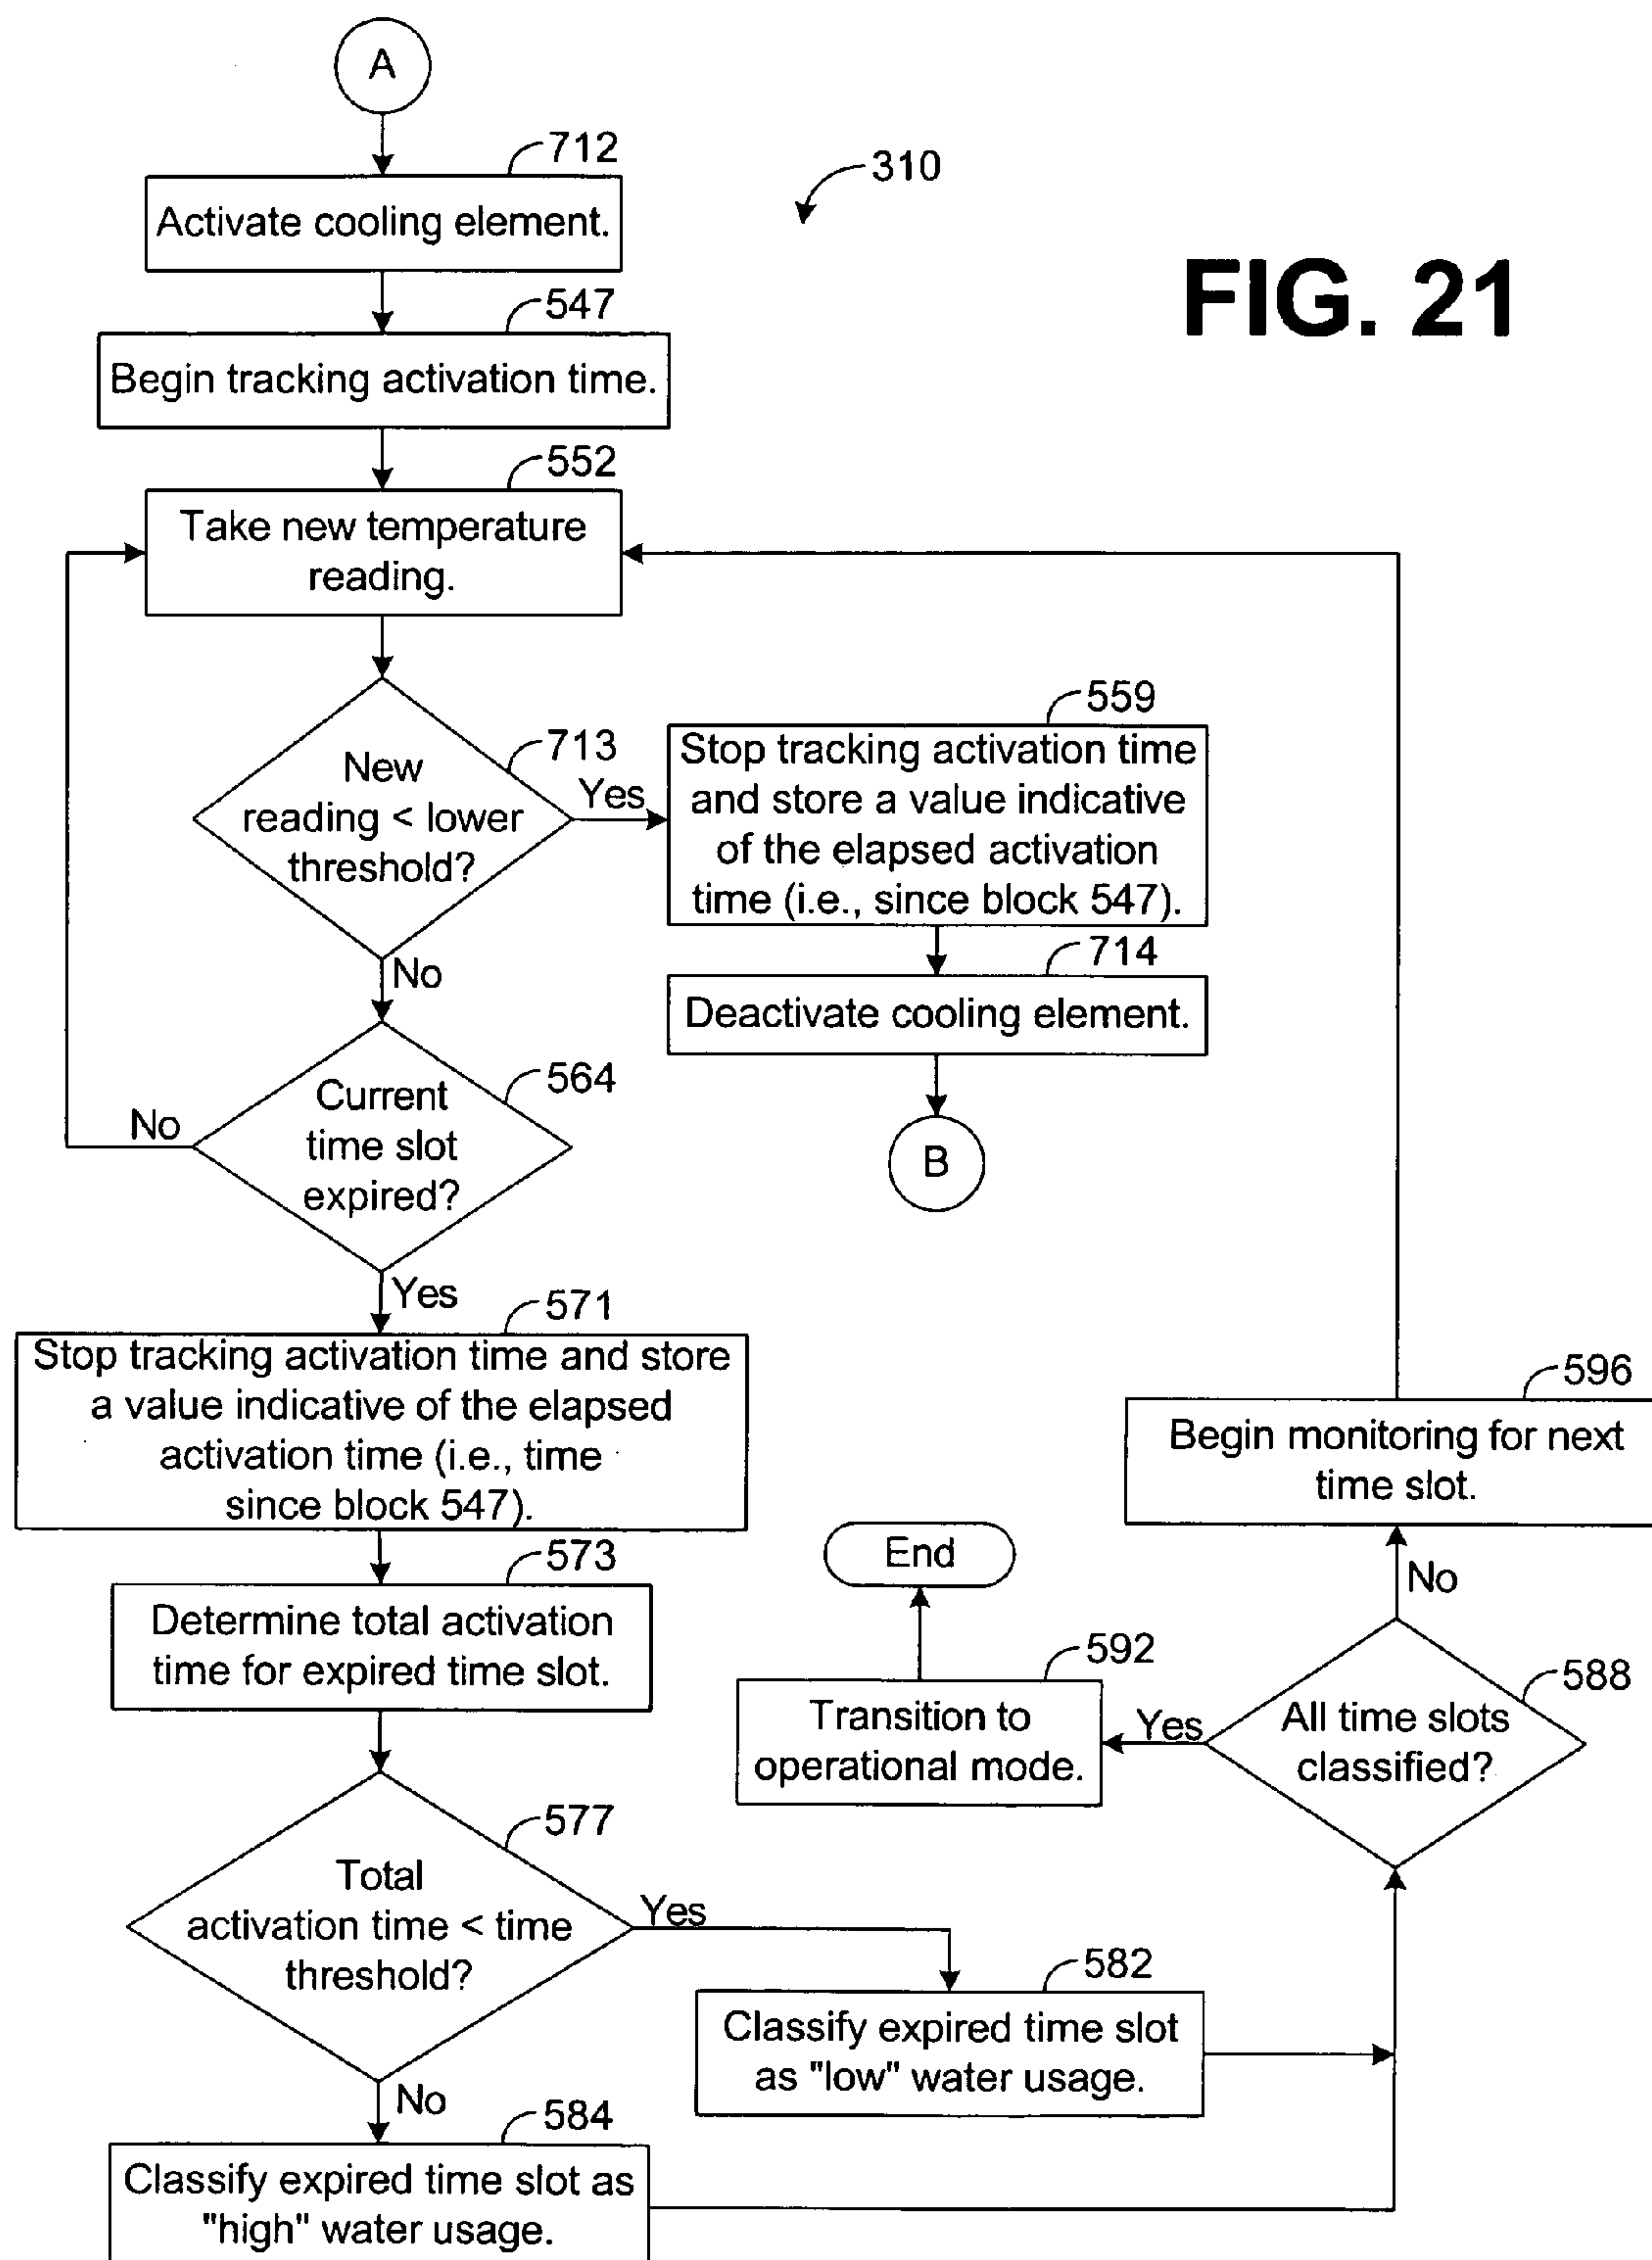 A
712
310
Activate cooling element.
FIG. 21
547
Begin tracking activation time.
552
Take new temperature
reading.
713
New
reading < lower
threshold?
Yes
No
559
Stop tracking activation time
and store a value indicative
of the elapsed activation
time (i.e., since block 547).
714
Deactivate cooling element.
B
564
Current
time slot
expired?
No
Yes
571
Stop tracking activation time and store
a value indicative of the elapsed
activation time (i.e., time
since block 547).
573
Determine total activation
time for expired time slot.
577
Total
activation time < time
threshold?
Yes
No
582
Classify expired time slot
as "low" water usage.
584
Classify expired time slot as
"high" water usage.
588
All time slots
classified?
Yes
No
592
Transition to
operational mode.
End
596
Begin monitoring for next
time slot.